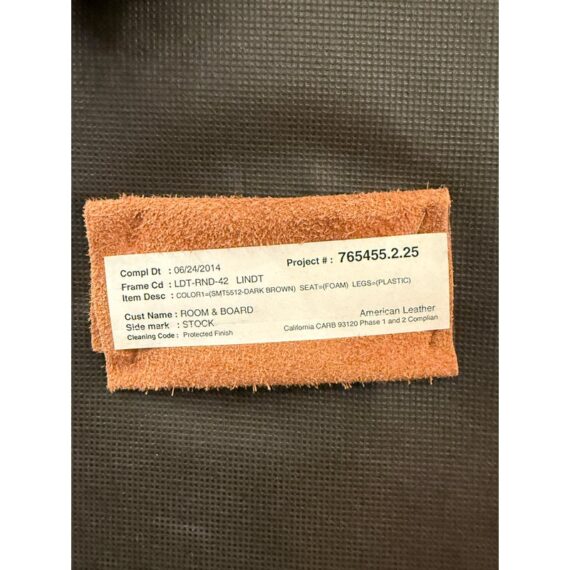 Compl Dt : 06/24/2014 Project # : 765455.2.25
Frame Cd : LDT-RND-42 LINDT
Item Desc : COLOR1=(SMT5512-DARK BROWN) SEAT=(FOAM) LEGS=(PLASTIC)
Cust Name : ROOM & BOARD American Leather
Side mark : STOCK California CARB 93120 Phase 1 and 2 Complian
Cleaning Code : Protected Finish